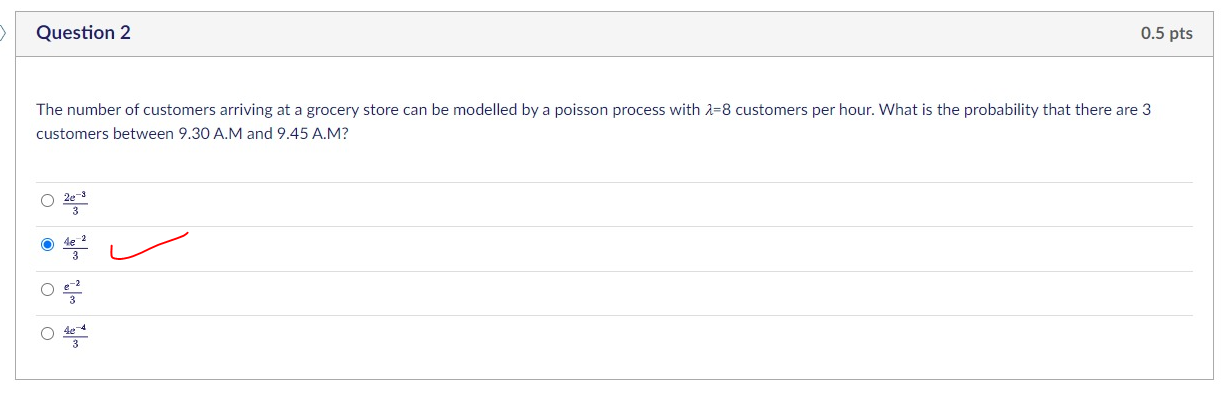 Question 2
0.5 pts
The number of customers arriving at a grocery store can be modelled by a poisson process with λ=8 customers per hour. What is the probability that there are 3
customers between 9.30 A.M and 9.45 A.M?
2e⁻³/3
4e⁻²/3
e⁻²/3
4e⁻⁴/3